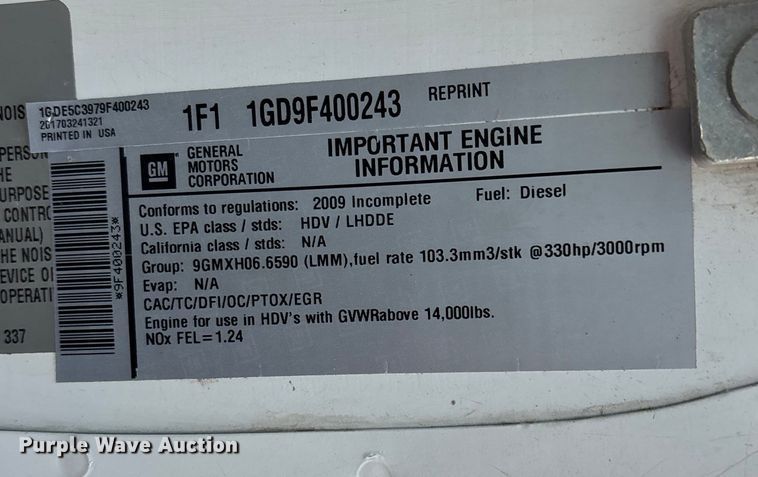 1GDE5C3979F400243
201703241321
PRINTED IN USA
1F1 1GD9F400243 REPRINT
GM
GENERAL
MOTORS
CORPORATION
IMPORTANT ENGINE
INFORMATION
Conforms to regulations: 2009 Incomplete Fuel: Diesel
U.S. EPA class / stds: HDV / LHDDE
California class / stds: N/A
Group: 9GMXH06.6590 (LMM),fuel rate 103.3mm3/stk @330hp/3000rpm
Evap: N/A
CAC/TC/DFI/OC/PTOX/EGR
Engine for use in HDV's with GVWRabove 14,000lbs.
NOx FEL=1.24
*9F400243*
NOIS
PERSON
THE
PURPOSE
CONTRO
ANUAL)
THE NOIS
EVICE O
OPERATI
337
Purple Wave Auction